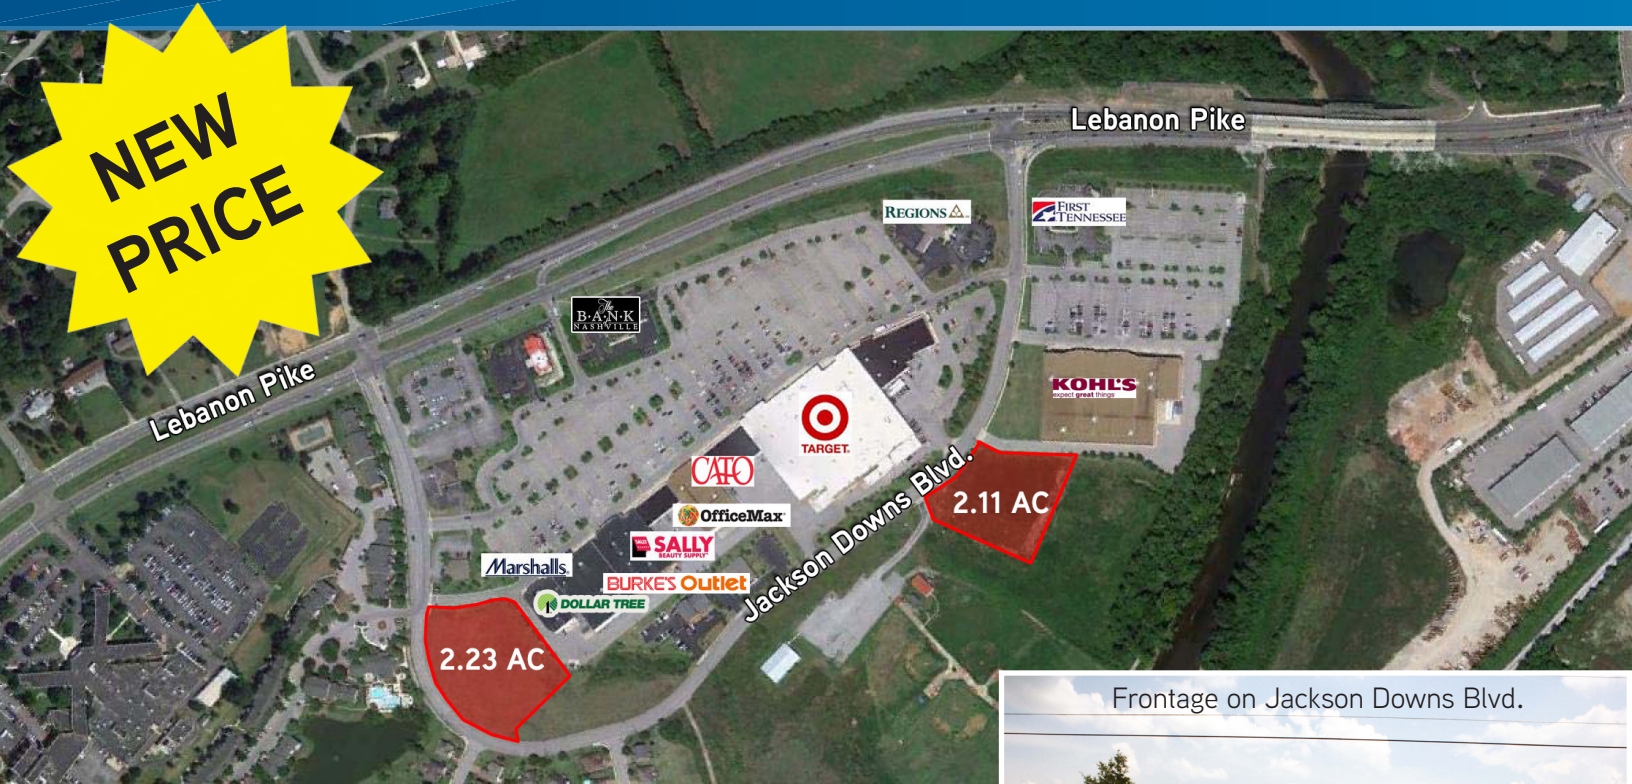 NEW
PRICE
Lebanon Pike
REGIONS
FIRST
TENNESSEE
The
B·A·N·K
NASHVILLE
Lebanon Pike
KOHL'S
expect great things
TARGET
CATO
Jackson Downs Blvd.
2.11 AC
OfficeMax
SALLY
BEAUTY SUPPLY
Marshalls.
BURKE'S Outlet
DOLLAR TREE
2.23 AC
Frontage on Jackson Downs Blvd.